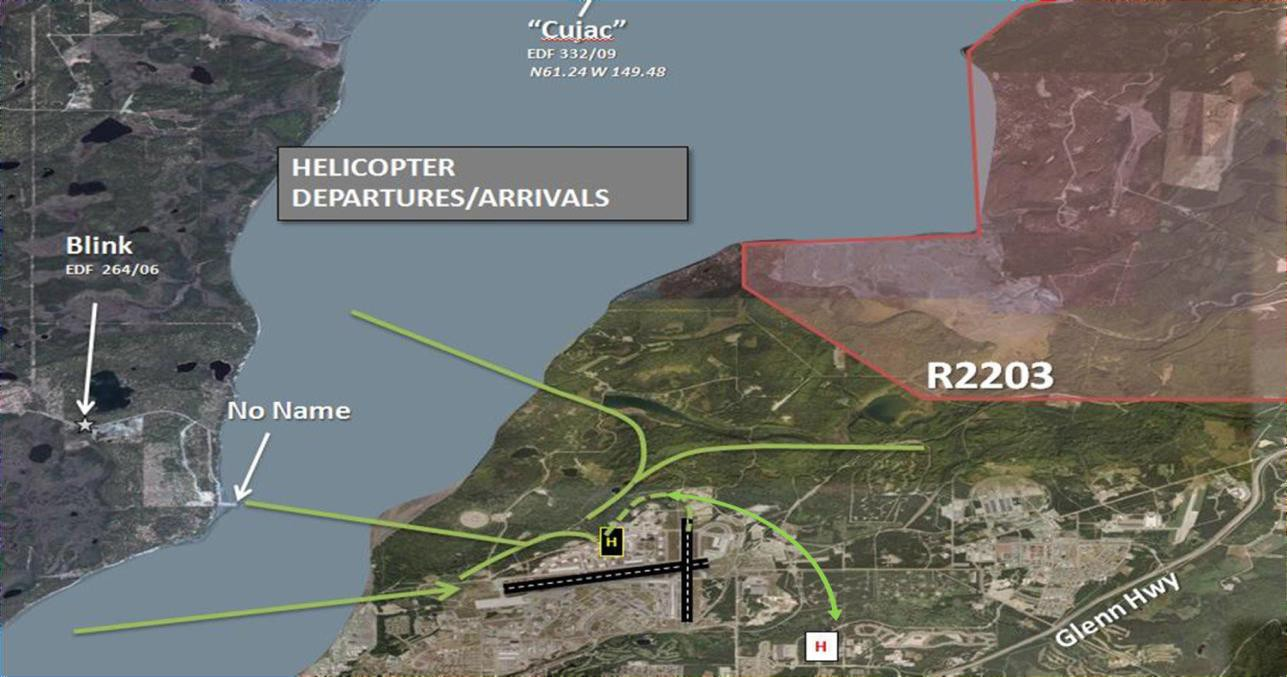 “Cujac”
EDF 332/09
N61.24 W 149.48
HELICOPTER
DEPARTURES/ARRIVALS
Blink
EDF 264/06
R2203
No Name
H
Glenn Hwy
H